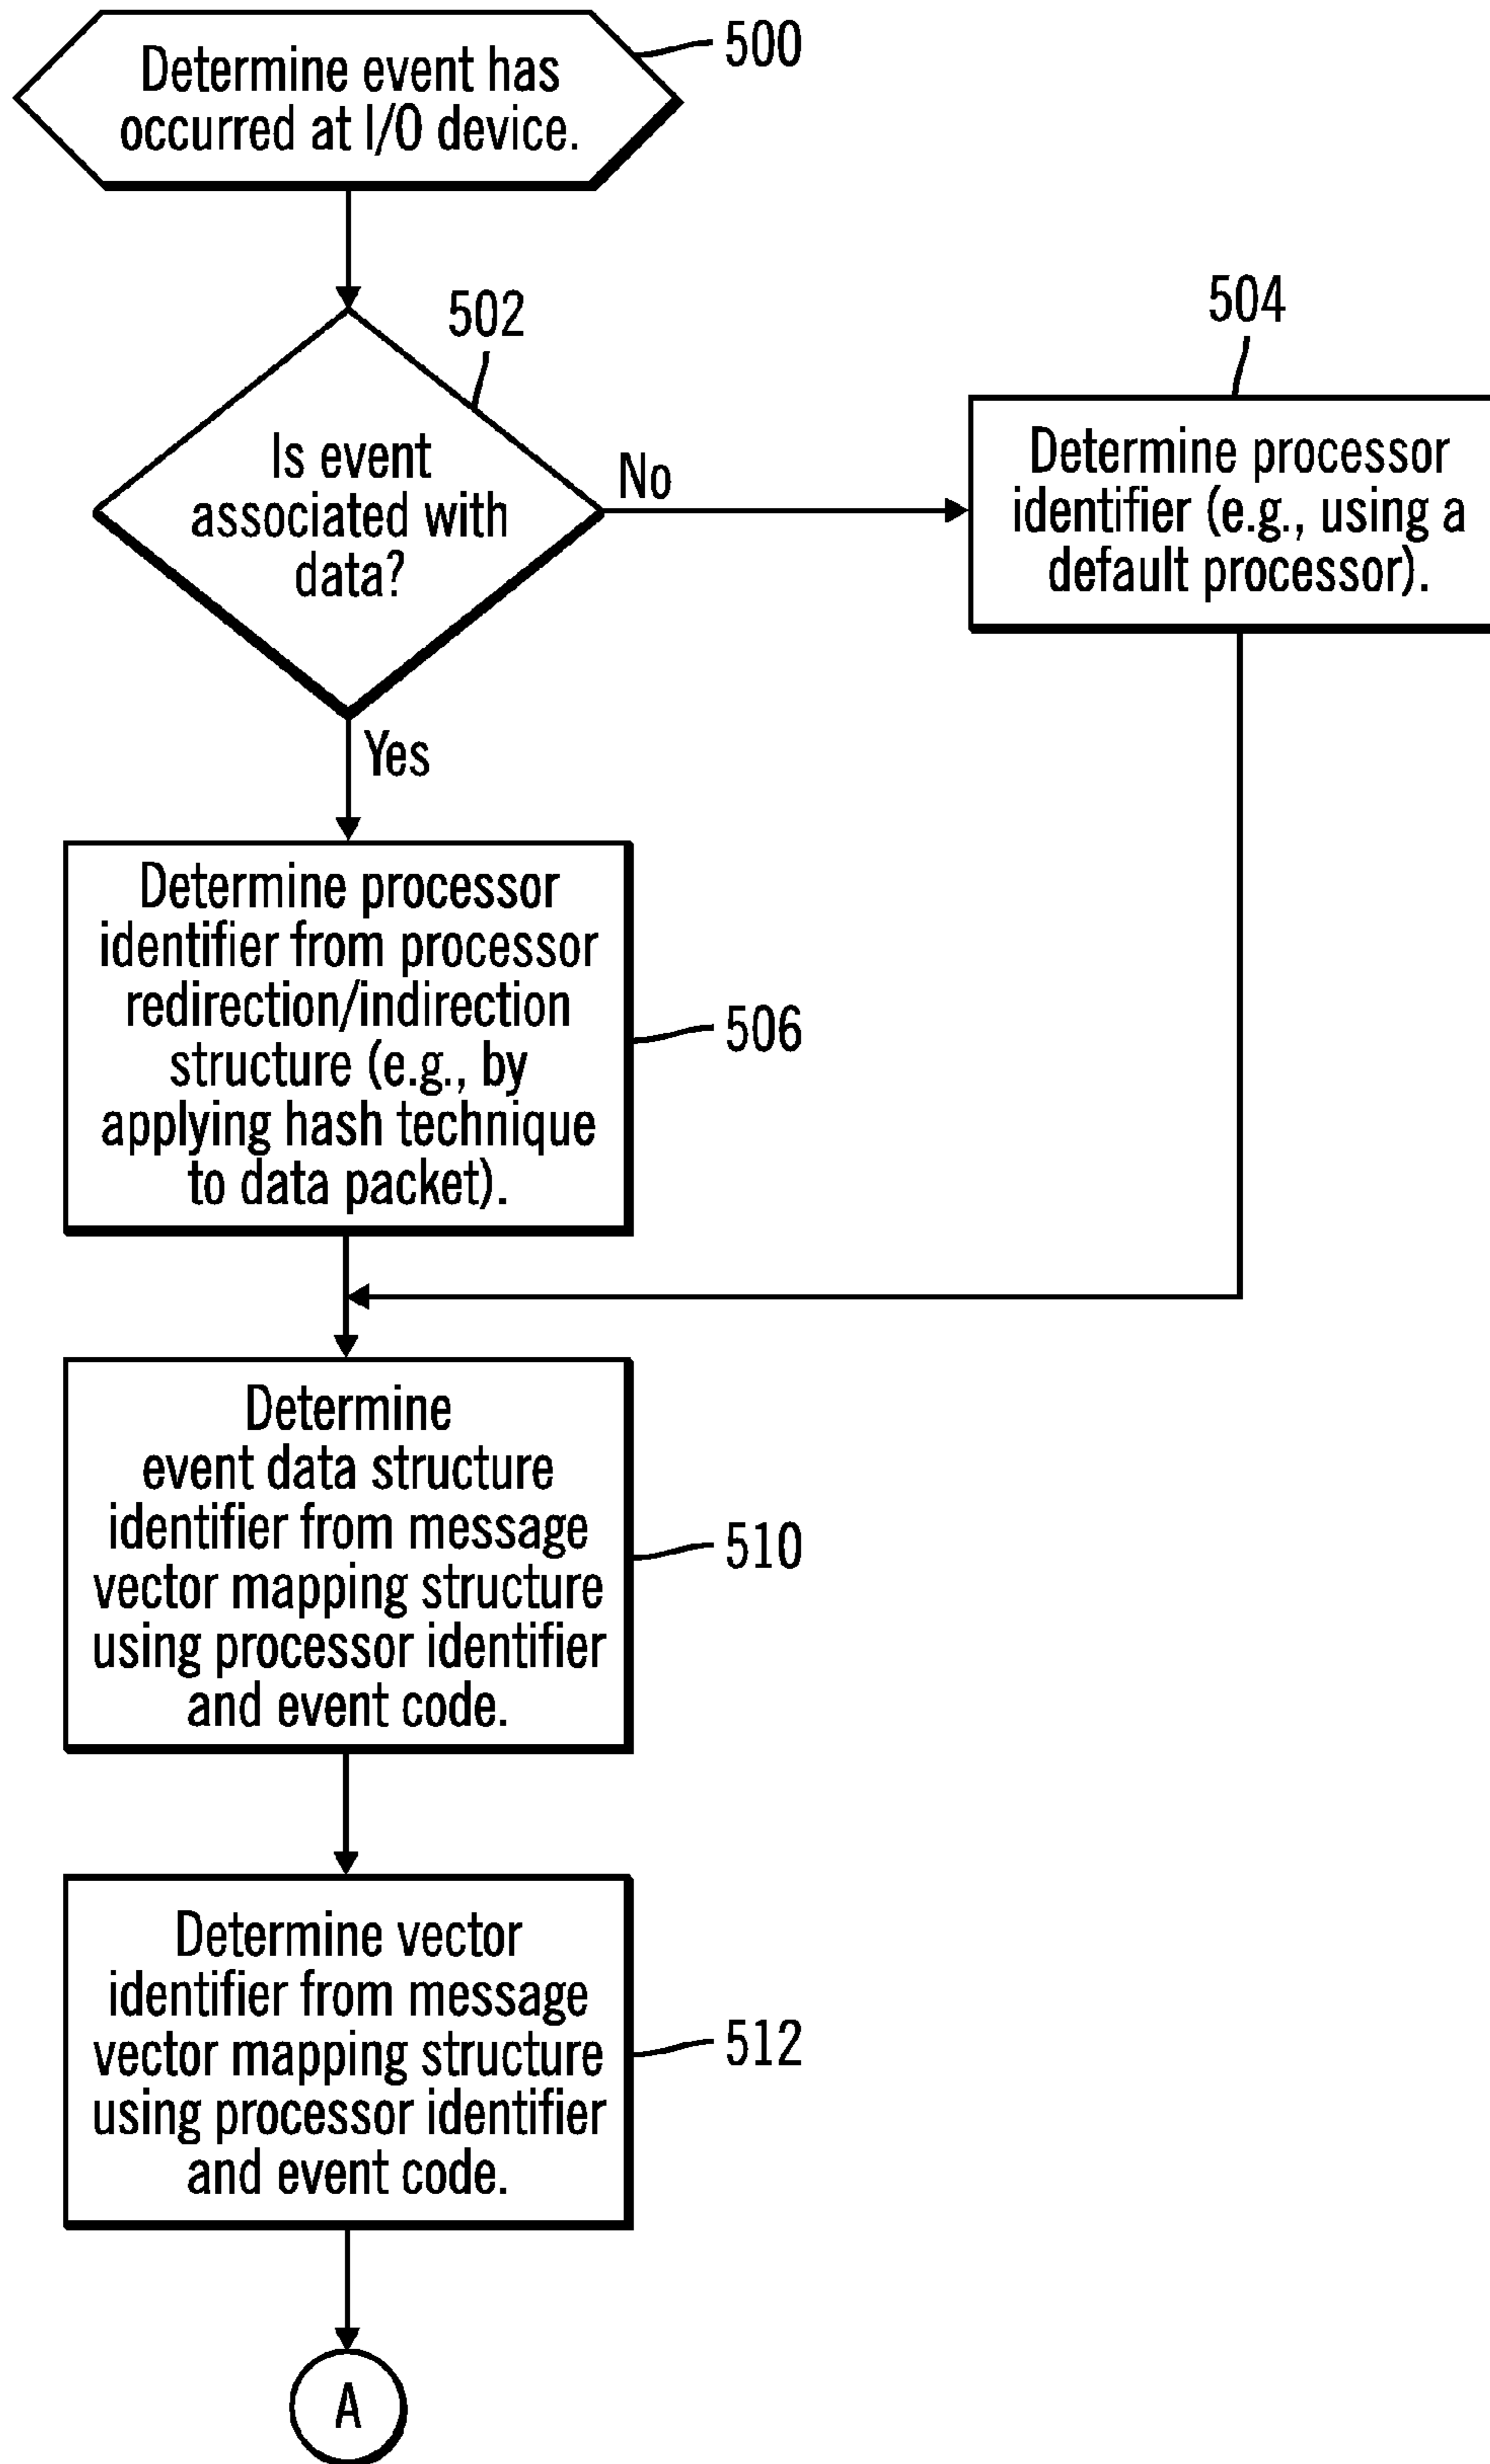 Determine event has
occurred at I/O device.
500
502
Is event
associated with
data?
No
504
Determine processor
identifier (e.g., using a
default processor).
Yes
Determine processor
identifier from processor
redirection/indirection
structure (e.g., by
applying hash technique
to data packet).
506
Determine
event data structure
identifier from message
vector mapping structure
using processor identifier
and event code.
510
Determine vector
identifier from message
vector mapping structure
using processor identifier
and event code.
512
A